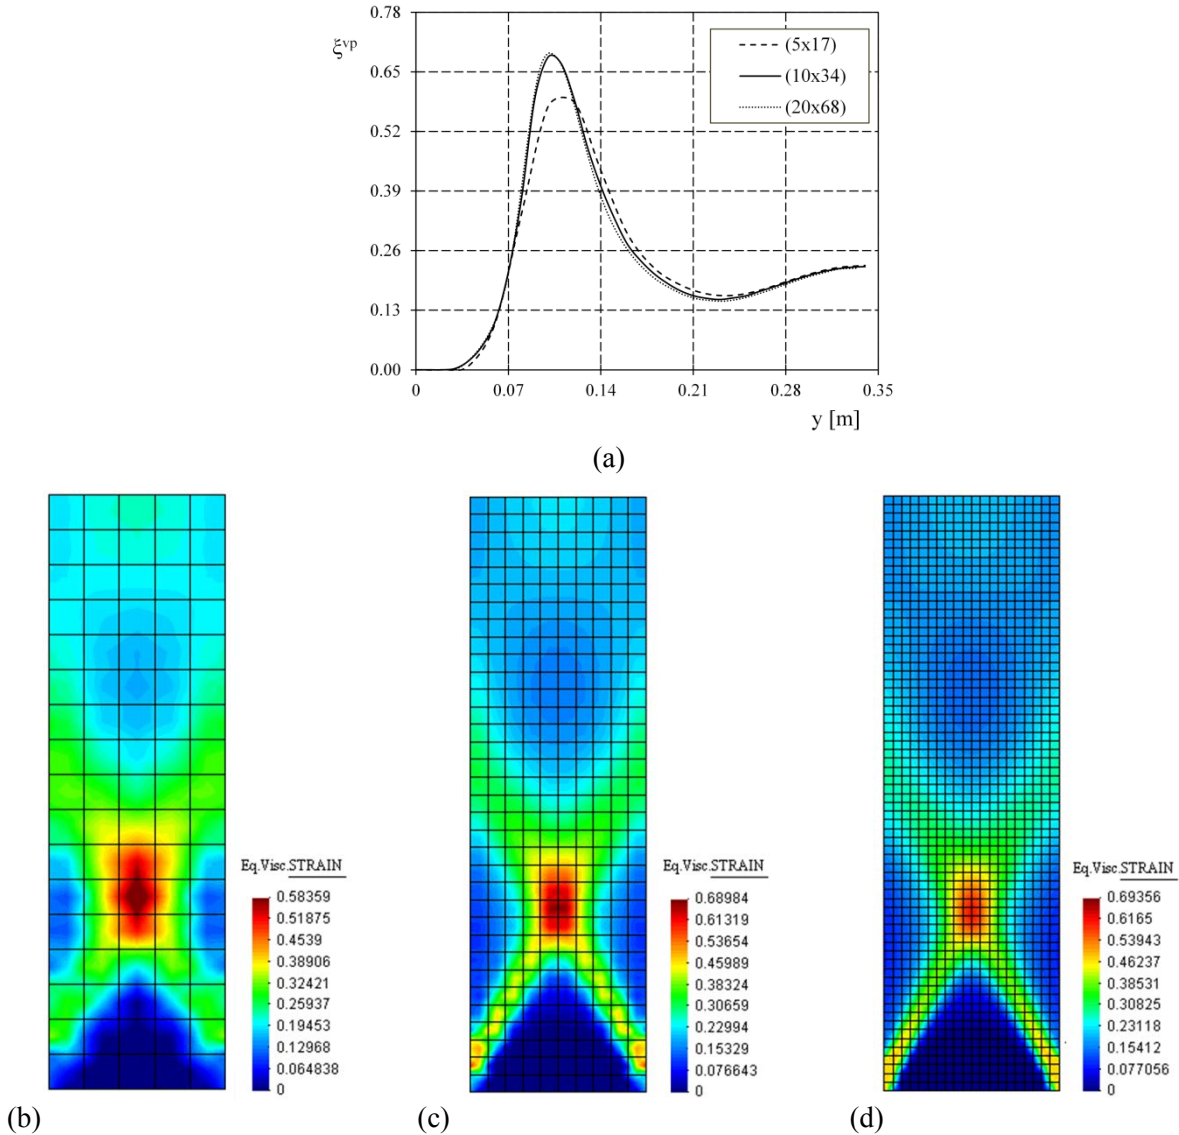 0.78
ξvp
0.65
0.52
0.39
0.26
0.13
0.00
0 0.07 0.14 0.21 0.28 0.35
y [m]
(5x17)
(10x34)
(20x68)
(a)
Eq.Visc.STRAIN
0.58359
0.51875
0.4539
0.38906
0.32421
0.25937
0.19453
0.12968
0.064838
0
(b)
Eq.Visc.STRAIN
0.68984
0.61319
0.53654
0.45989
0.38324
0.30659
0.22994
0.15329
0.076643
0
(c)
Eq.Visc.STRAIN
0.69356
0.6165
0.53943
0.46237
0.38531
0.30825
0.23118
0.15412
0.077056
0
(d)